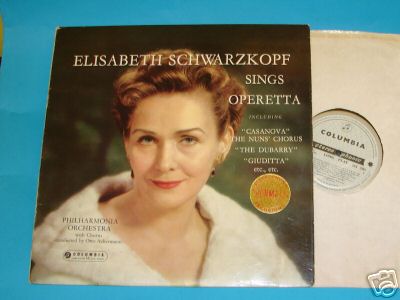 ELISABETH SCHWARZKOPF
SINGS
OPERETTA
INCLUDING
"CASANOVA"
THE NUNS' CHORUS
"THE DUBARRY"
"GIUDITTA"
etc., etc.
PHILHARMONIA
ORCHESTRA
with Chorus
conducted by Otto Ackermann
COLUMBIA
COLUMBIA